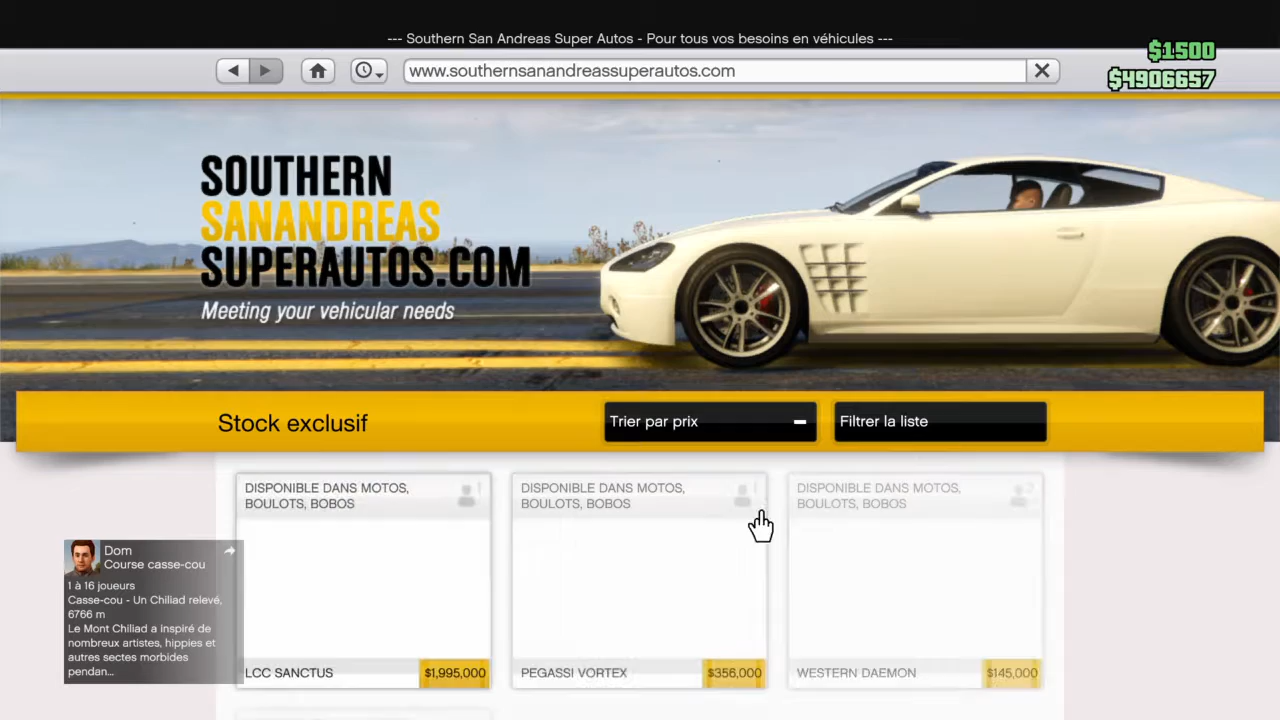 --- Southern San Andreas Super Autos - Pour tous vos besoins en véhicules ---
$1500
www.southernsanandreassuperautos.com
$4906657
SOUTHERN
SANANDREAS
SUPERAUTOS.COM
Meeting your vehicular needs
Stock exclusif
Trier par prix
Filtrer la liste
DISPONIBLE DANS MOTOS,
BOULOTS, BOBOS
1
DISPONIBLE DANS MOTOS,
BOULOTS, BOBOS
1
DISPONIBLE DANS MOTOS,
BOULOTS, BOBOS
2
Dom
Course casse-cou
1 à 16 joueurs
Casse-cou - Un Chiliad relevé,
6766 m
Le Mont Chiliad a inspiré de
nombreux artistes, hippies et
autres sectes morbides
pendan...
LCC SANCTUS
$1,995,000
PEGASSI VORTEX
$356,000
WESTERN DAEMON
$145,000